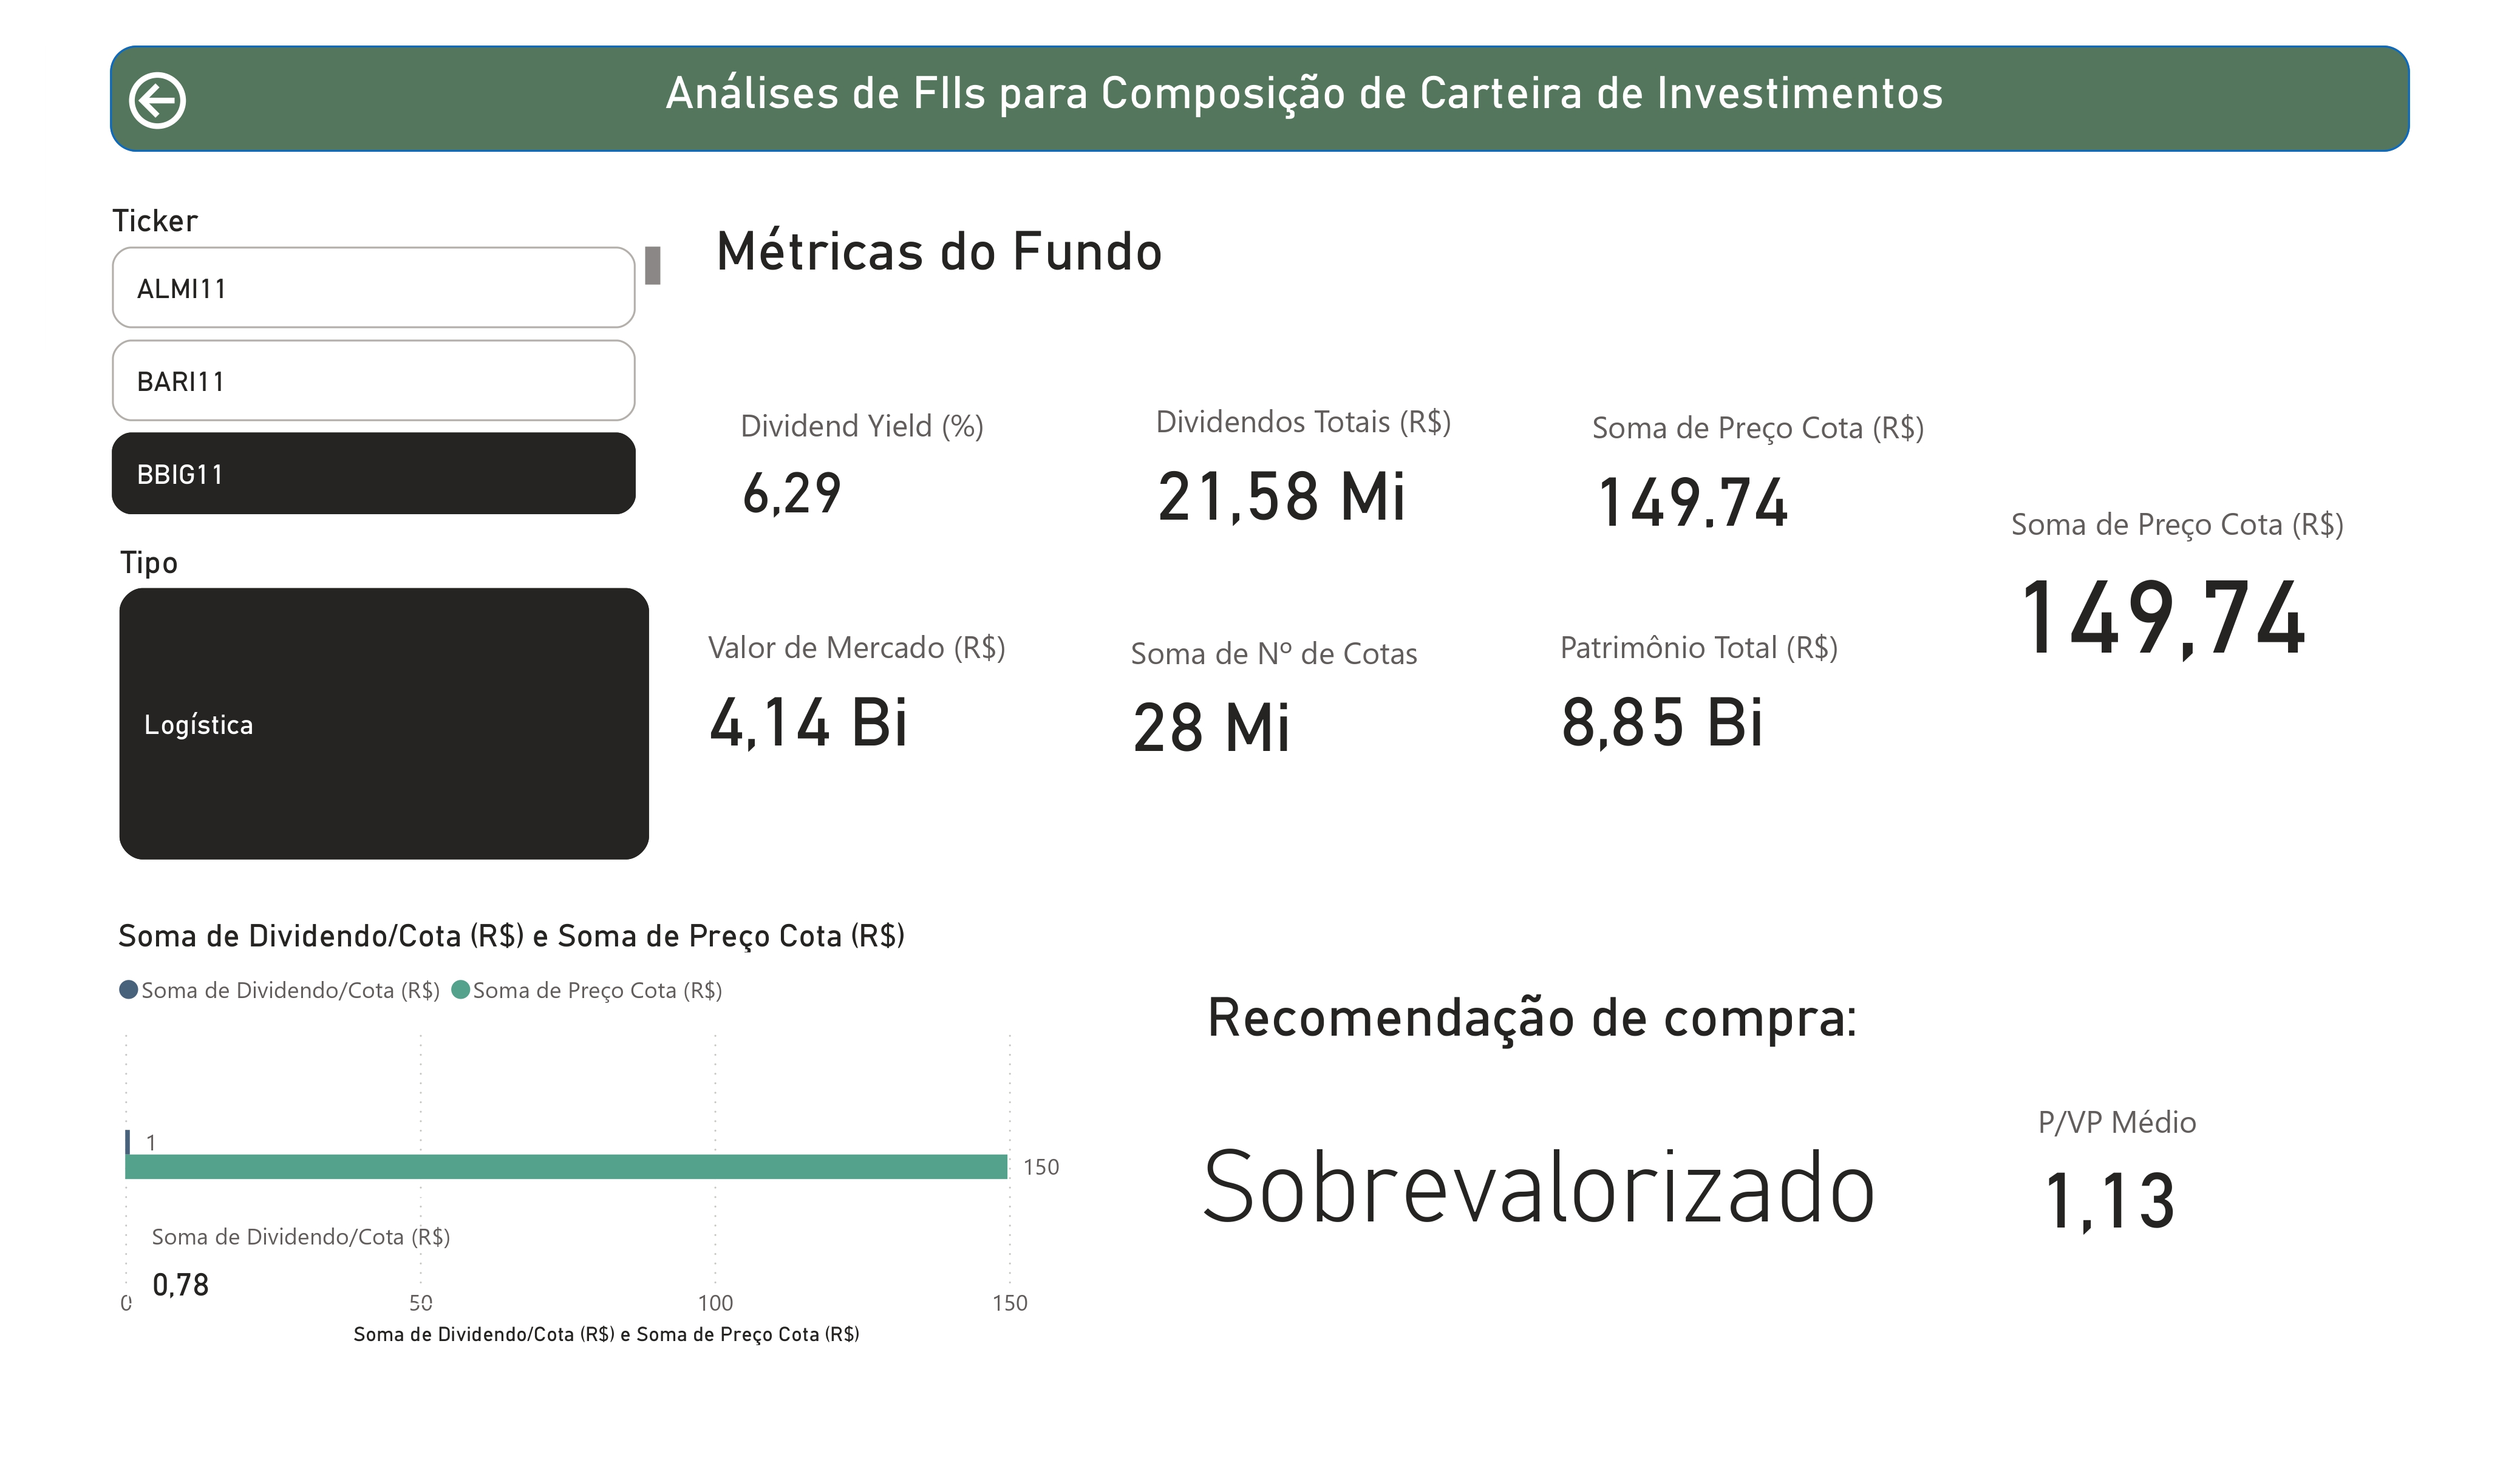 Análises de FIIs para Composição de Carteira de Investimentos
Ticker
ALMI11
BARI11
BBIG11
Tipo
Logística
Métricas do Fundo
Dividend Yield (%)
6,29
Dividendos Totais (R$)
21,58 Mi
Soma de Preço Cota (R$)
149,74
Soma de Preço Cota (R$)
149,74
Valor de Mercado (R$)
4,14 Bi
Soma de Nº de Cotas
28 Mi
Patrimônio Total (R$)
8,85 Bi
Soma de Dividendo/Cota (R$) e Soma de Preço Cota (R$)
Soma de Dividendo/Cota (R$) Soma de Preço Cota (R$)
1
150
Soma de Dividendo/Cota (R$)
0,78
0 50 100 150
Soma de Dividendo/Cota (R$) e Soma de Preço Cota (R$)
Recomendação de compra:
Sobrevalorizado
P/VP Médio
1,13